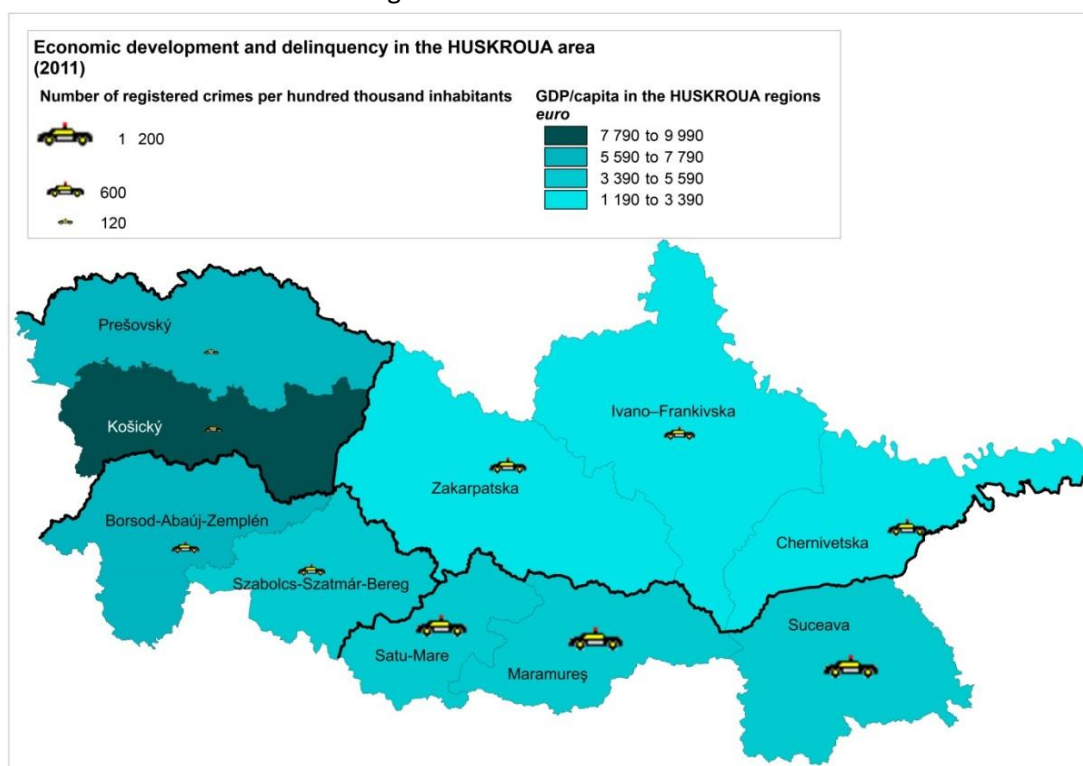 Economic development and delinquency in the HUSKROUA area
(2011)
Number of registered crimes per hundred thousand inhabitants
1 200
600
120
GDP/capita in the HUSKROUA regions
euro
7 790 to 9 990
5 590 to 7 790
3 390 to 5 590
1 190 to 3 390
Prešovský
Košický
Ivano–Frankivska
Zakarpatska
Borsod-Abaúj-Zemplén
Chernivetska
Szabolcs-Szatmár-Bereg
Suceava
Satu-Mare
Maramureş